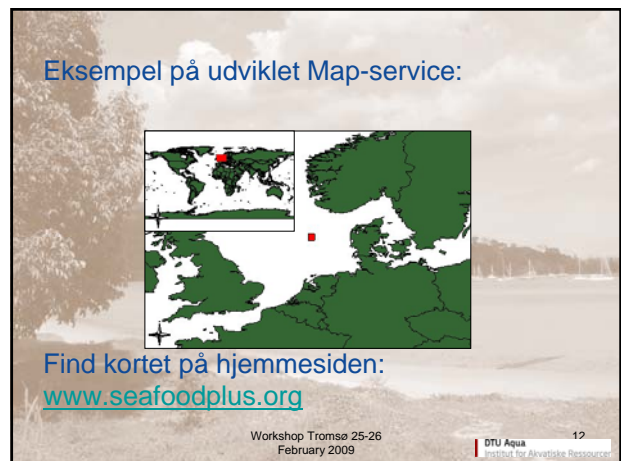 Eksempel på udviklet Map-service:
Find kortet på hjemmesiden:
www.seafoodplus.org
Workshop Tromsø 25-26
February 2009
12
DTU Aqua
Institut for Akvatiske Ressourcer